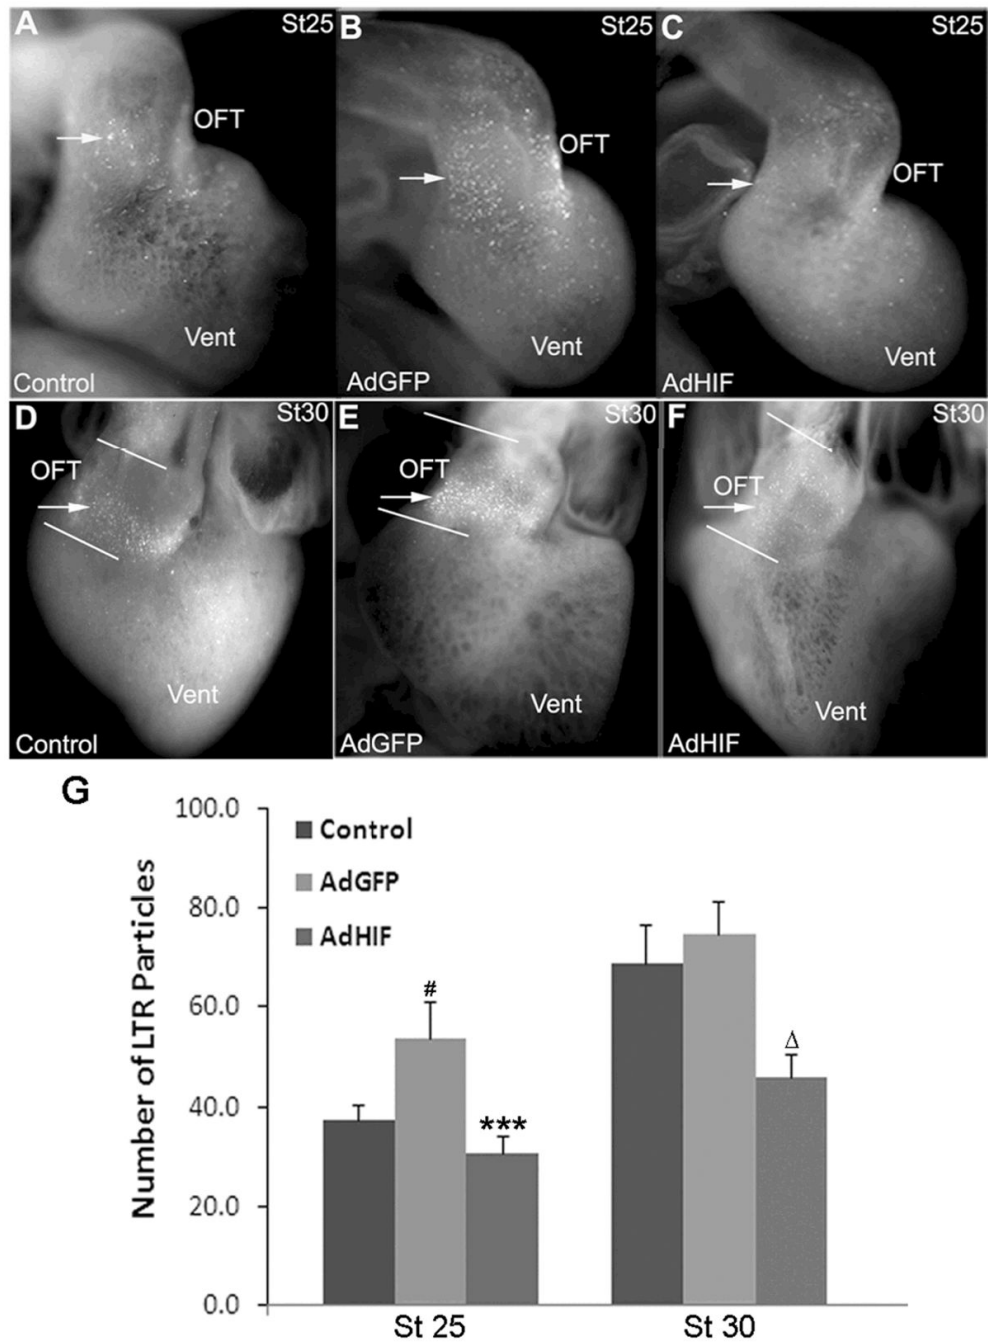 A St25 B St25 C St25
OFT OFT OFT
Vent Vent Vent
Control AdGFP AdHIF
D St30 E St30 F St30
OFT OFT OFT
Vent Vent Vent
Control AdGFP AdHIF
G
Number of LTR Particles
100.0
80.0
60.0
40.0
20.0
0.0
Control
AdGFP
AdHIF
#
***
Δ
St 25 St 30